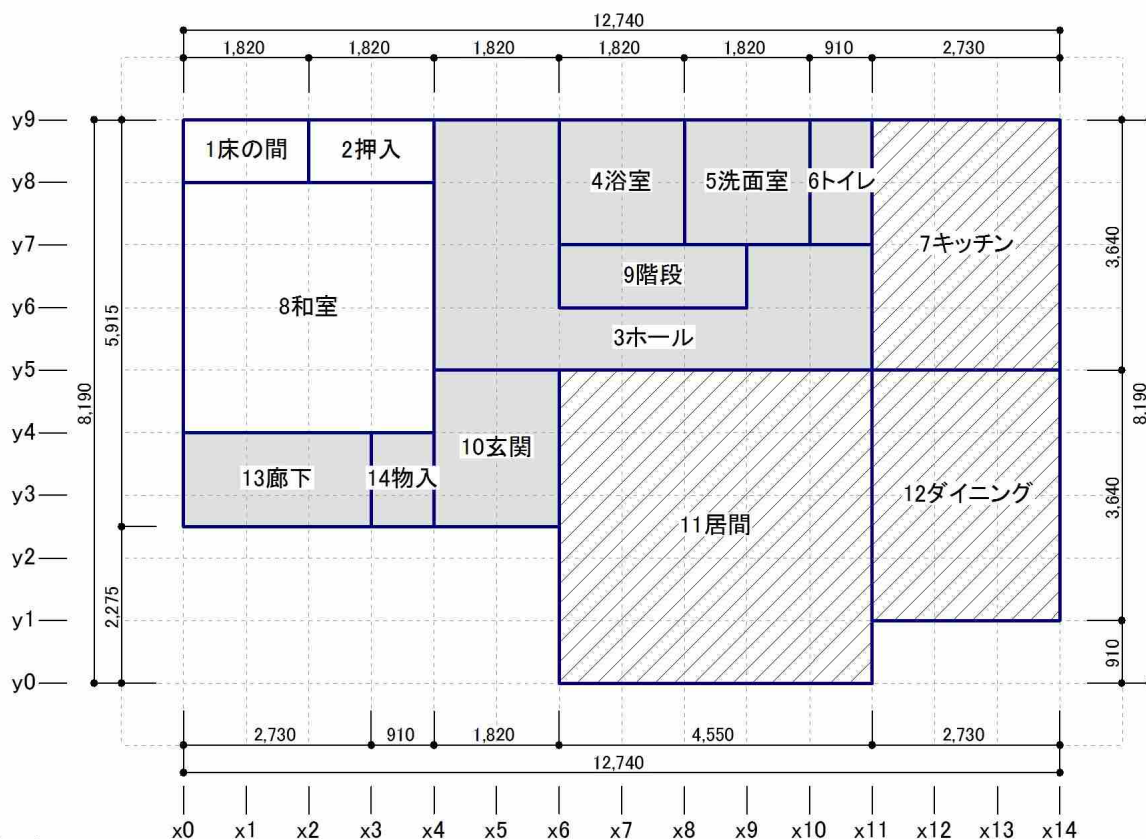 12,740
1,820 1,820 1,820 1,820 1,820 910 2,730
y9
y8
y7
y6
y5
y4
y3
y2
y1
y0
8,190
5,915
2,275
1床の間
2押入
4浴室
5洗面室
6トイレ
7キッチン
9階段
8和室
3ホール
10玄関
13廊下
14物入
11居間
12ダイニング
3,640
3,640
910
8,190
2,730 910 1,820 4,550 2,730
12,740
x0 x1 x2 x3 x4 x5 x6 x7 x8 x9 x10 x11 x12 x13 x14